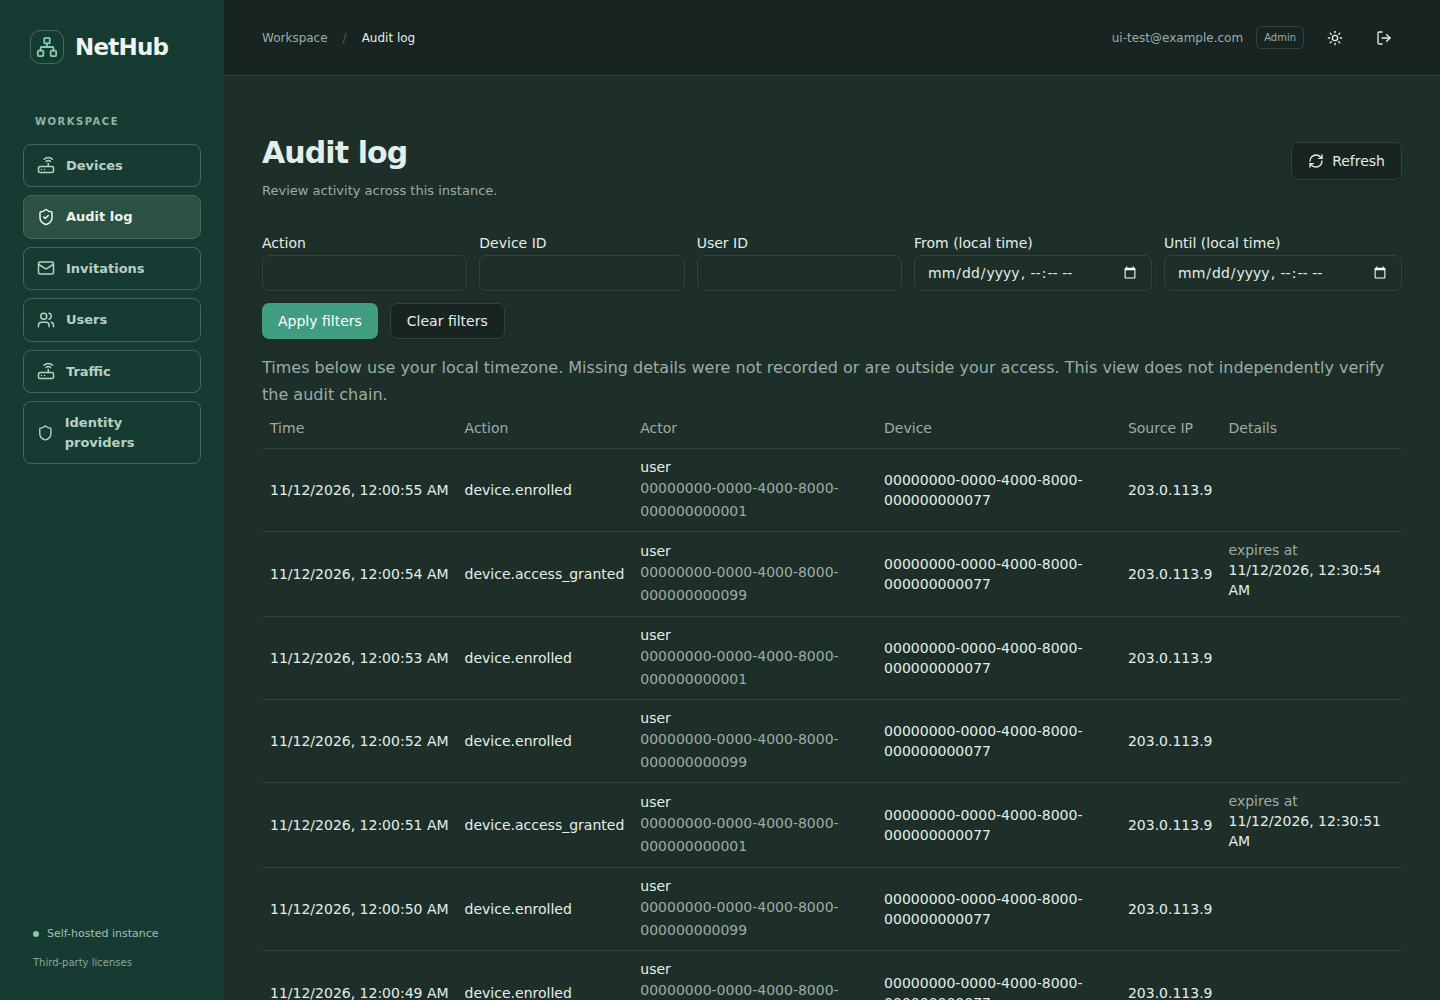 NetHub
WORKSPACE
Devices
Audit log
Invitations
Users
Traffic
Identity
providers
Self-hosted instance
Third-party licenses
Workspace / Audit log
ui-test@example.com Admin
Audit log
Review activity across this instance.
Refresh
Action Device ID User ID From (local time) Until (local time)
mm/dd/yyyy, --:-- -- mm/dd/yyyy, --:-- --
Apply filters Clear filters
Times below use your local timezone. Missing details were not recorded or are outside your access. This view does not independently verify
the audit chain.
Time Action Actor Device Source IP Details
11/12/2026, 12:00:55 AM device.enrolled user
00000000-0000-4000-8000-
000000000001 00000000-0000-4000-8000-
000000000077 203.0.113.9
11/12/2026, 12:00:54 AM device.access_granted user
00000000-0000-4000-8000-
000000000099 00000000-0000-4000-8000-
000000000077 203.0.113.9 expires at
11/12/2026, 12:30:54
AM
11/12/2026, 12:00:53 AM device.enrolled user
00000000-0000-4000-8000-
000000000001 00000000-0000-4000-8000-
000000000077 203.0.113.9
11/12/2026, 12:00:52 AM device.enrolled user
00000000-0000-4000-8000-
000000000099 00000000-0000-4000-8000-
000000000077 203.0.113.9
11/12/2026, 12:00:51 AM device.access_granted user
00000000-0000-4000-8000-
000000000001 00000000-0000-4000-8000-
000000000077 203.0.113.9 expires at
11/12/2026, 12:30:51
AM
11/12/2026, 12:00:50 AM device.enrolled user
00000000-0000-4000-8000-
000000000099 00000000-0000-4000-8000-
000000000077 203.0.113.9
11/12/2026, 12:00:49 AM device.enrolled user
00000000-0000-4000-8000- 00000000-0000-4000-8000-
203.0.113.9